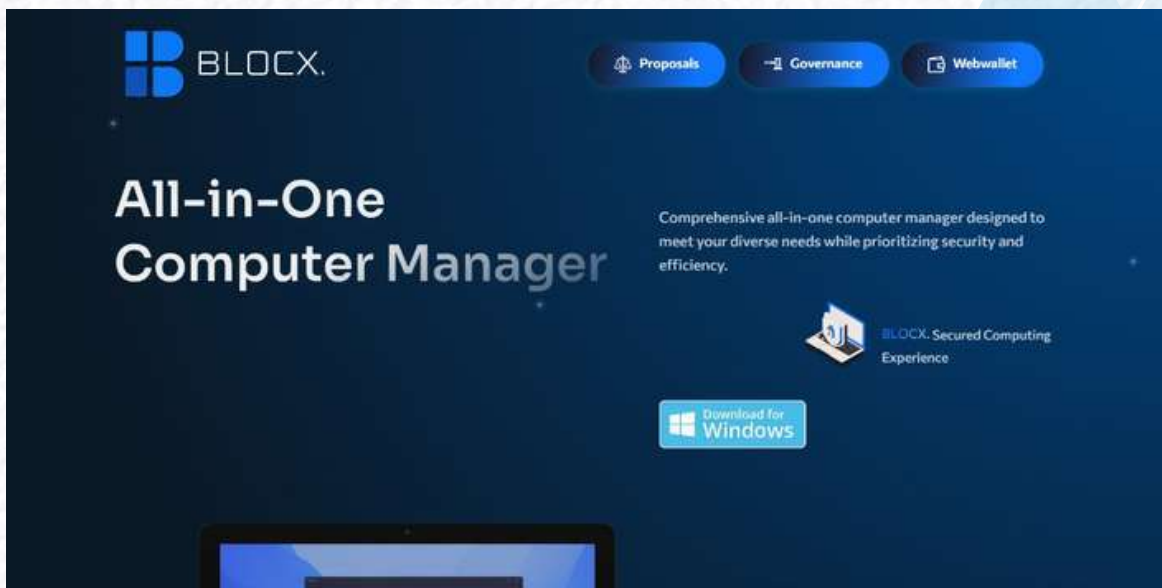 BLOCX.
Proposals
Governance
Webwallet
All-in-One
Computer Manager
Comprehensive all-in-one computer manager designed to
meet your diverse needs while prioritizing security and
efficiency.
BLOCX. Secured Computing
Experience
Download for
Windows